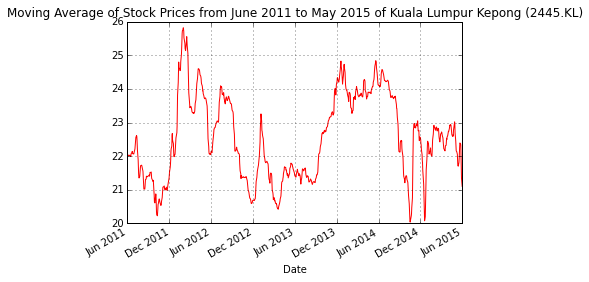 Moving Average of Stock Prices from June 2011 to May 2015 of Kuala Lumpur Kepong (2445.KL)
26
25
24
23
22
21
20
Jun 2011
Dec 2011
Jun 2012
Dec 2012
Jun 2013
Dec 2013
Jun 2014
Dec 2014
Jun 2015
Date